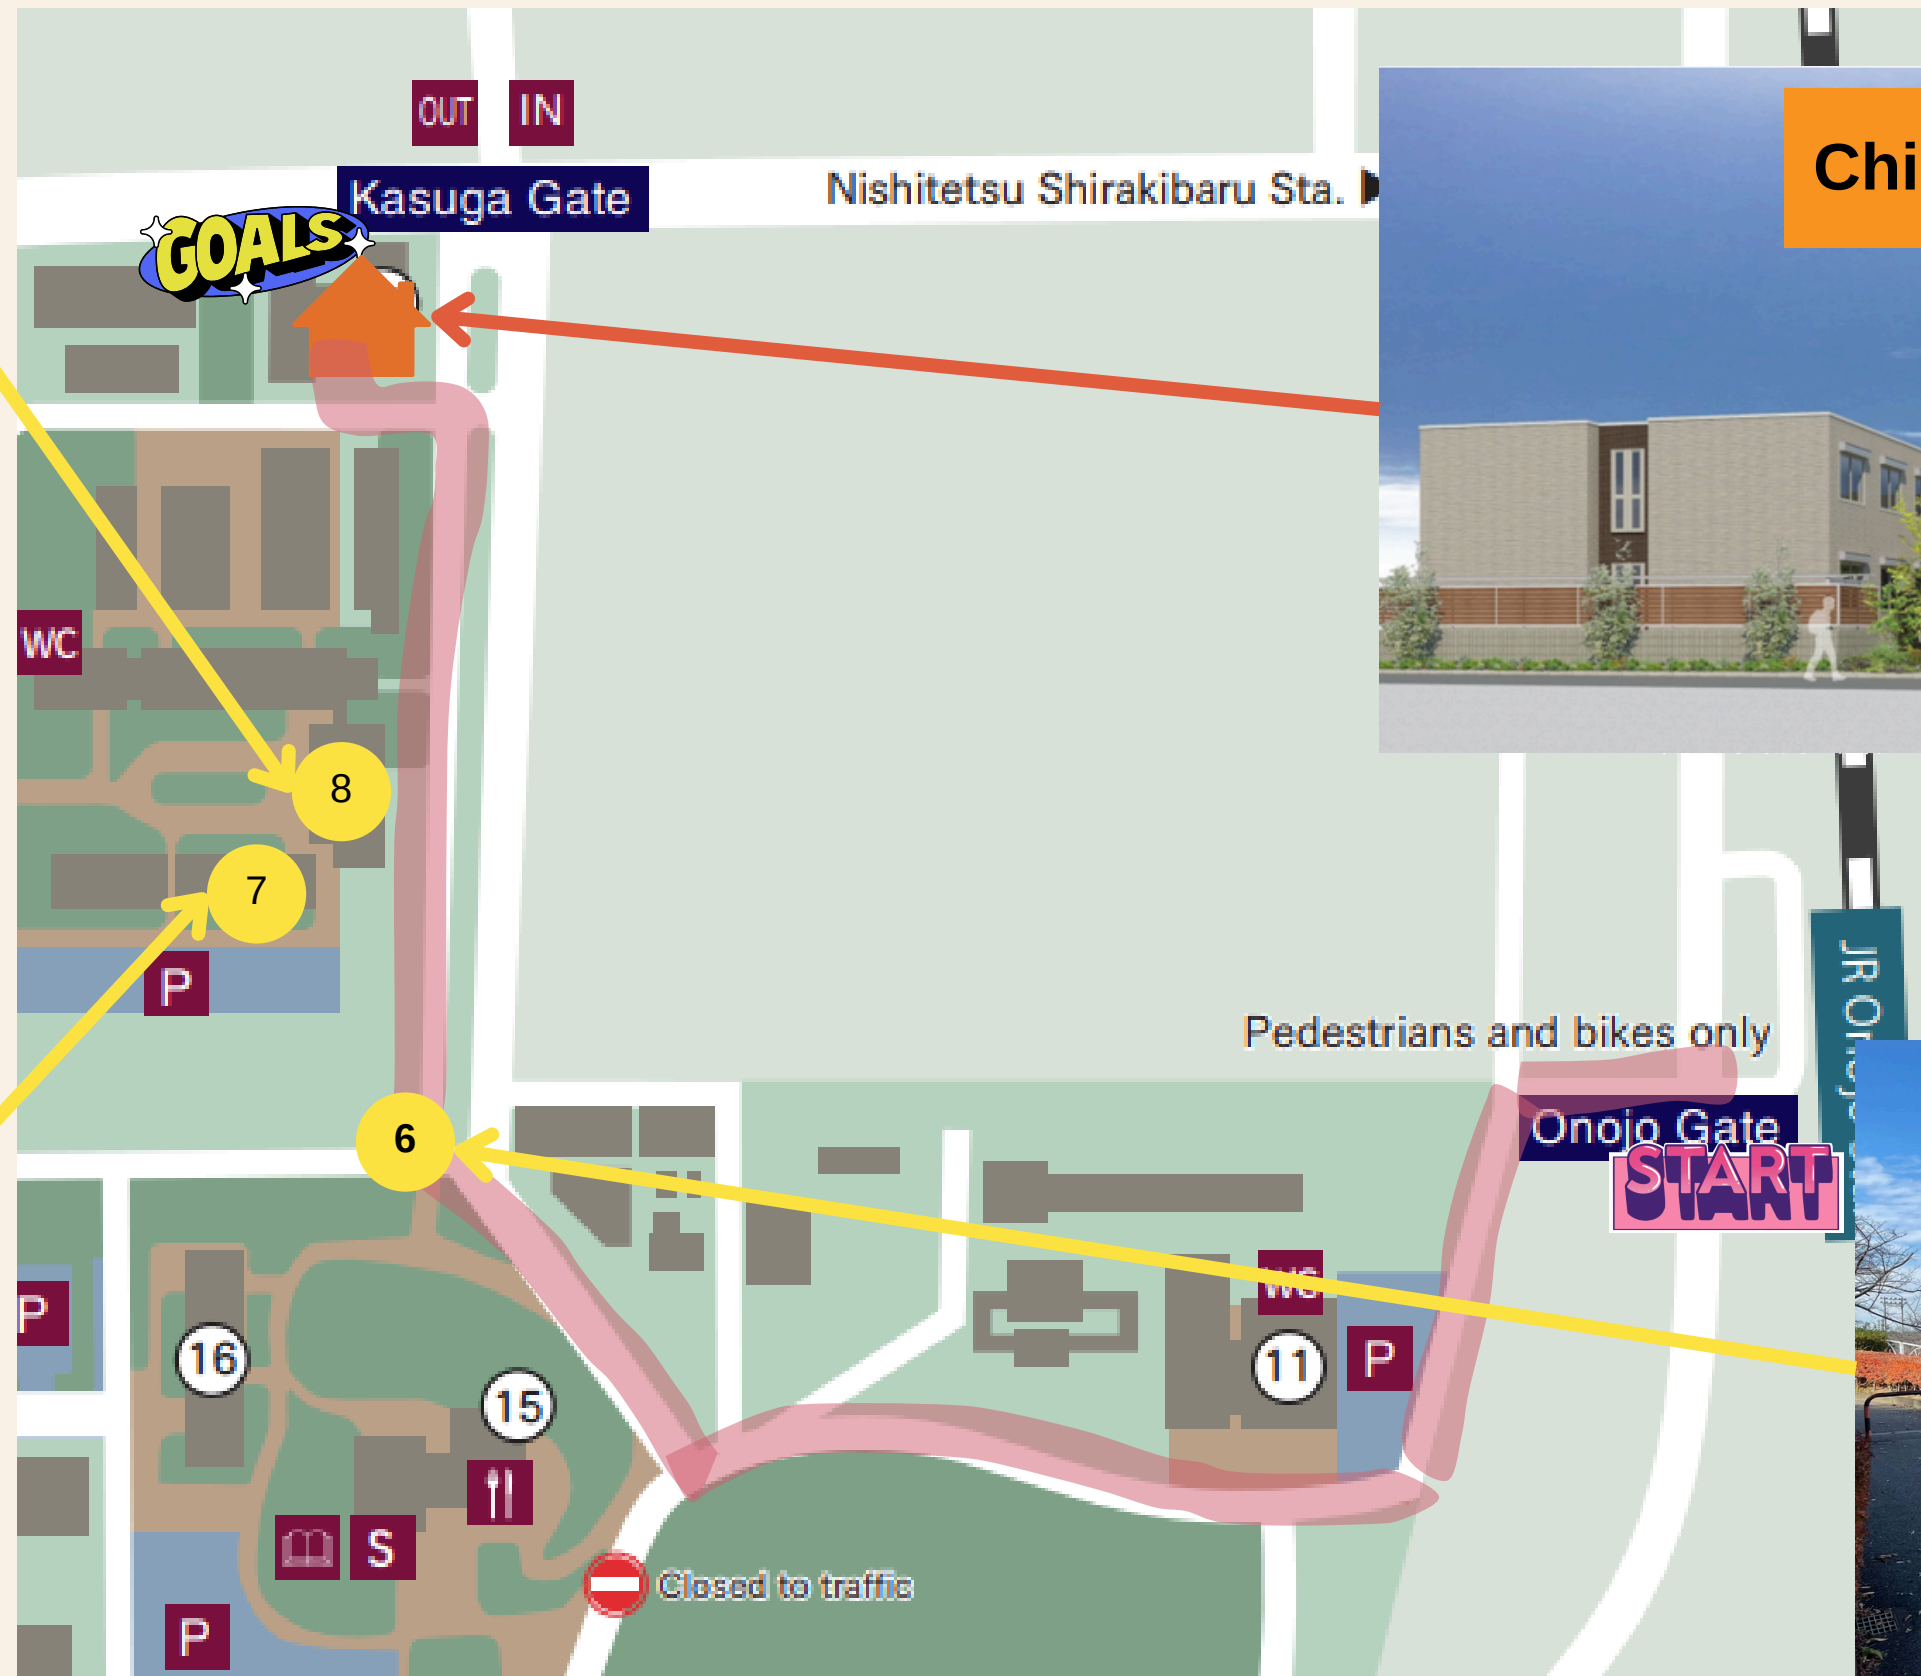 OUT IN
Kasuga Gate
Nishitetsu Shirakibaru Sta.
Chi
GOALS
WC
8
7
P
JR
Pedestrians and bikes only
Onojo Gate
START
6
WC
P
16
11
P
15
S
Closed to traffic
P